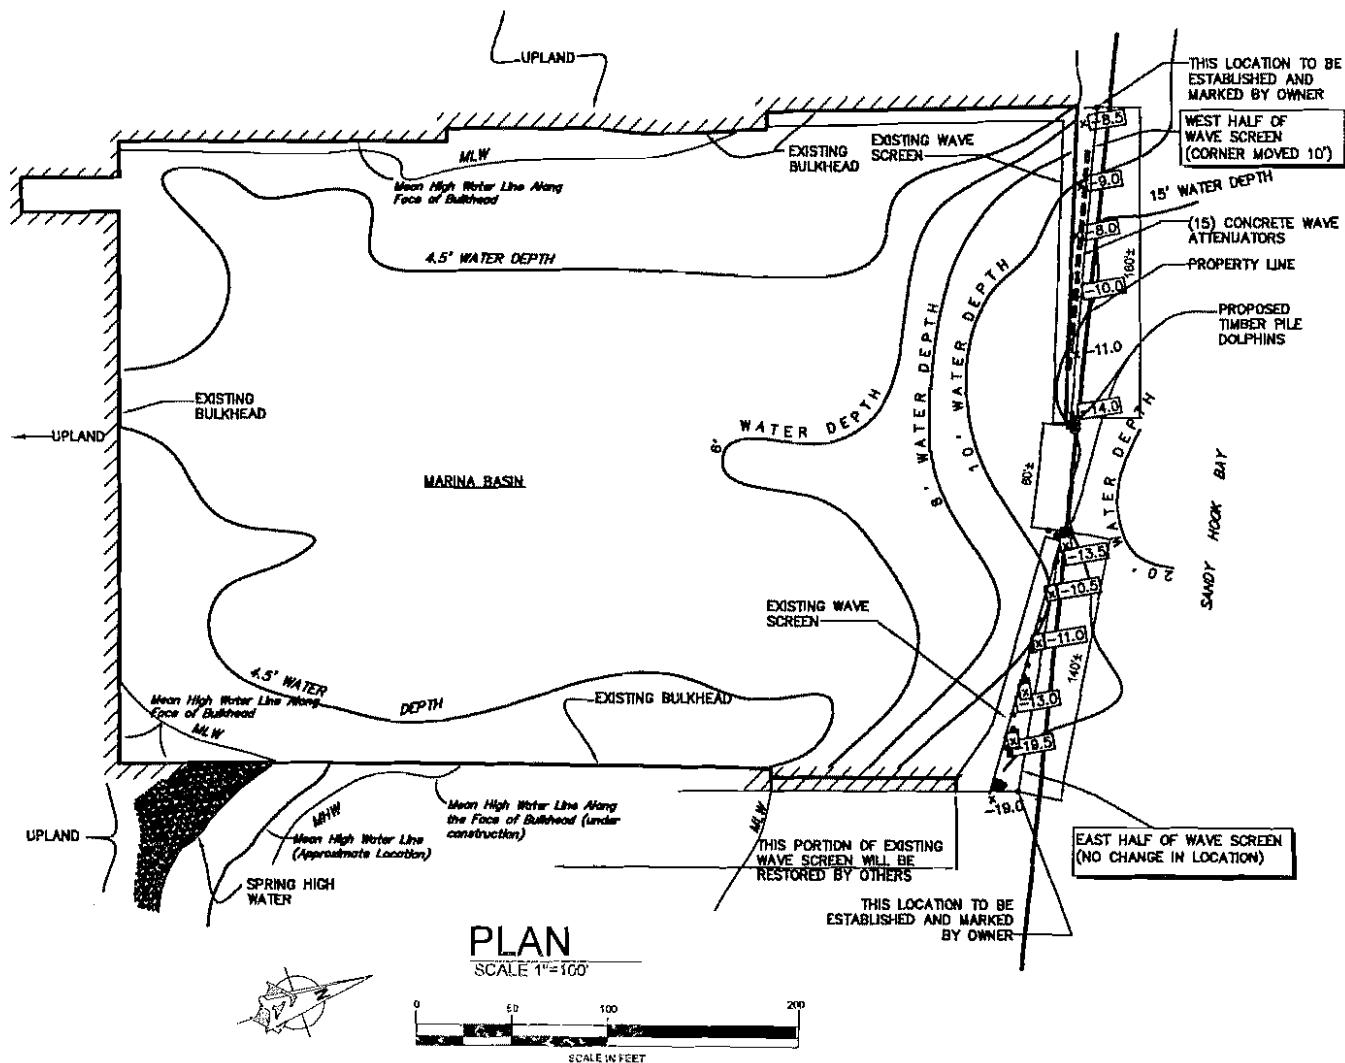 UPLAND
THIS LOCATION TO BE
ESTABLISHED AND
MARKED BY OWNER
-8.5
WEST HALF OF
WAVE SCREEN
(CORNER MOVED 10')
EXISTING WAVE
SCREEN
EXISTING
BULKHEAD
MLW
Mean High Water Line Along
Face of Bulkhead
-9.0
15' WATER DEPTH
-8.0
(15) CONCRETE WAVE
ATTENUATORS
160'±
PROPERTY LINE
4.5' WATER DEPTH
-10.0
PROPOSED
TIMBER PILE
DOLPHINS
-11.0
-14.0
EXISTING
BULKHEAD
UPLAND
6' WATER DEPTH
8' WATER DEPTH
10' WATER DEPTH
MARINA BASIN
60'±
20' WATER DEPTH
SANDY HOOK BAY
-13.5
-10.5
EXISTING WAVE
SCREEN
-11.0
140'±
-13.0
-19.5
-19.0
4.5' WATER DEPTH
EXISTING BULKHEAD
Mean High Water Line Along
Face of Bulkhead
MLW
MHW
Mean High Water Line Along
the Face of Bulkhead (under
construction)
Mean High Water Line
(Approximate Location)
UPLAND
SPRING HIGH
WATER
MLW
THIS PORTION OF EXISTING
WAVE SCREEN WILL BE
RESTORED BY OTHERS
EAST HALF OF WAVE SCREEN
(NO CHANGE IN LOCATION)
THIS LOCATION TO BE
ESTABLISHED AND MARKED
BY OWNER
PLAN
SCALE 1"=100'
N
0 50 100 200
SCALE IN FEET